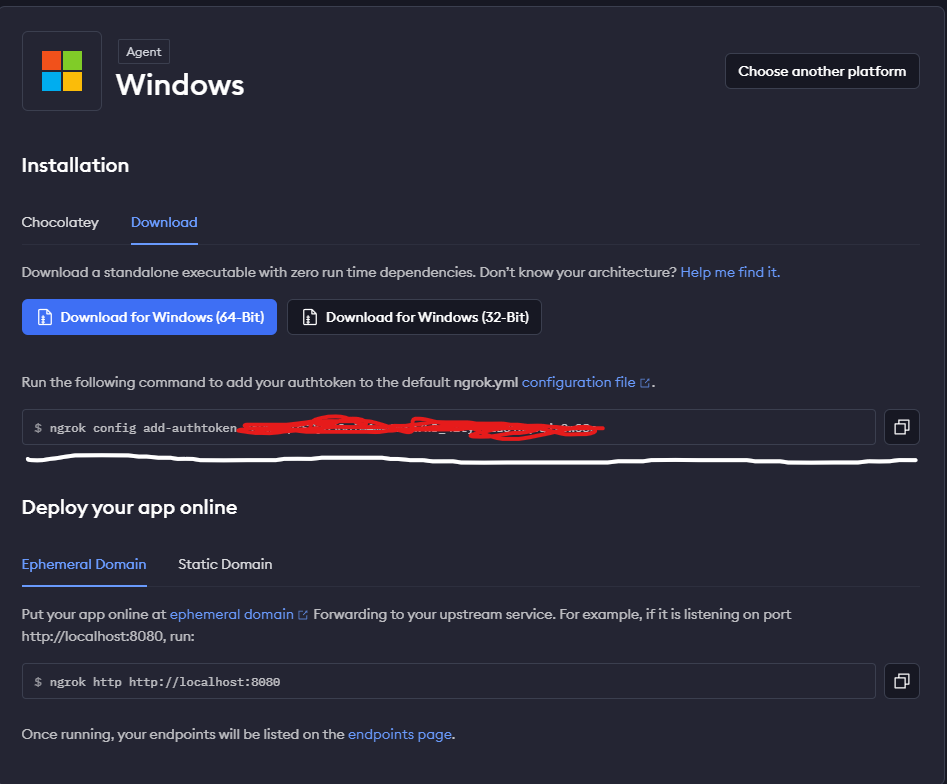 Agent
Windows
Choose another platform
Installation
Chocolatey Download
Download a standalone executable with zero run time dependencies. Don’t know your architecture? Help me find it.
Download for Windows (64-Bit) Download for Windows (32-Bit)
Run the following command to add your authtoken to the default ngrok.yml configuration file.
$ ngrok config add-authtoken
Deploy your app online
Ephemeral Domain Static Domain
Put your app online at ephemeral domain Forwarding to your upstream service. For example, if it is listening on port
http://localhost:8080, run:
$ ngrok http http://localhost:8080
Once running, your endpoints will be listed on the endpoints page.